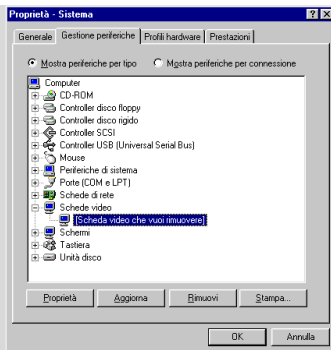 Proprietà - Sistema
Generale
Gestione periferiche
Profili hardware
Prestazioni
Mostra periferiche per tipo
Mostra periferiche per connessione
Computer
CD-ROM
Controller disco floppy
Controller disco rigido
Controller SCSI
Controller USB (Universal Serial Bus)
Mouse
Periferiche di sistema
Porte (COM e LPT)
Schede di rete
Schede video
[Scheda video che vuoi rimuovere]
Schermi
Tastiera
Unità disco
Proprietà
Aggiorna
Rimuovi
Stampa...
OK
Annulla